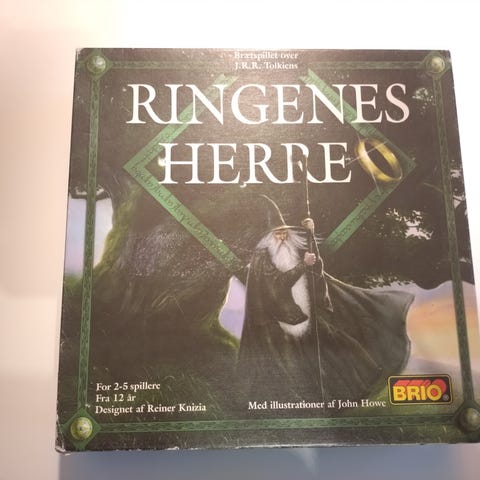 Brætspillet over
J.R.R. Tolkiens
RINGENES
HERRE
For 2-5 spillere
Fra 12 år
Designet af Reiner Knizia
Med illustrationer af John Howe
BRIO®